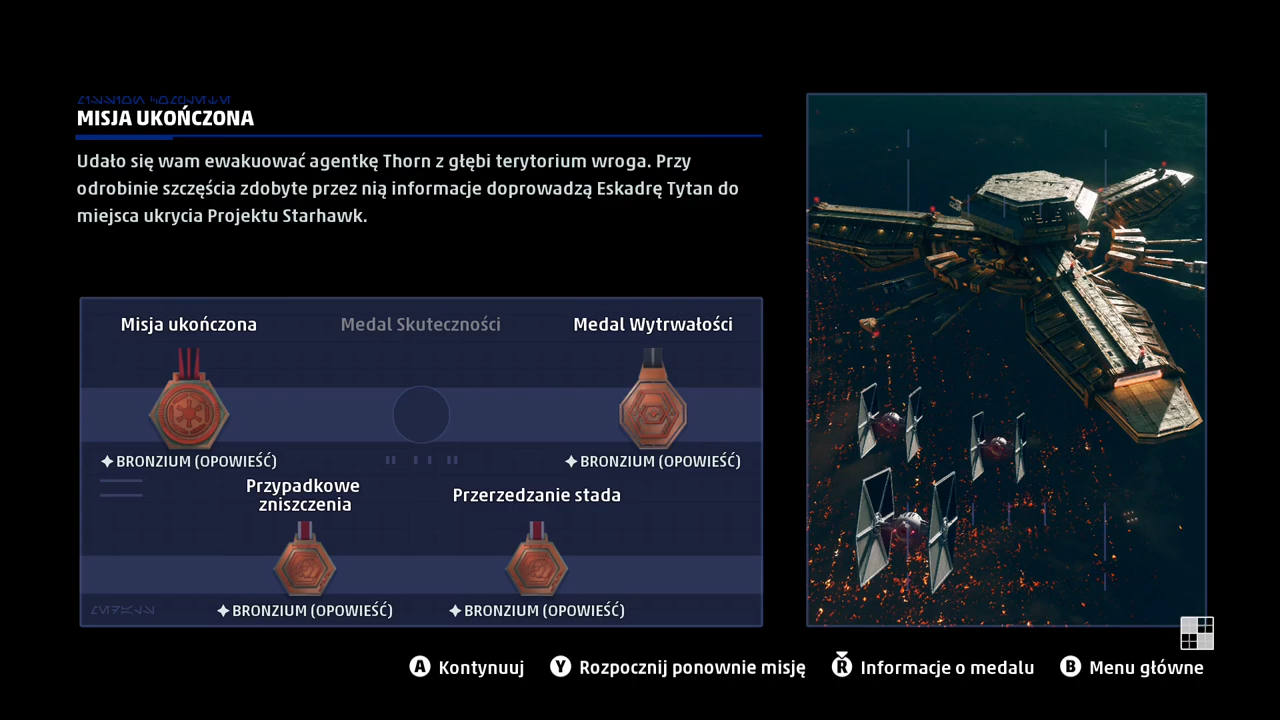 MISJA UKOŃCZONA
Udało się wam ewakuować agentkę Thorn z głębi terytorium wroga. Przy
odrobinie szczęścia zdobyte przez nią informacje doprowadzą Eskadrę Tytan do
miejsca ukrycia Projektu Starhawk.
Misja ukończona
Medal Skuteczności
Medal Wytrwałości
BRONZIUM (OPOWIEŚĆ)
BRONZIUM (OPOWIEŚĆ)
Przypadkowe
zniszczenia
Przerzedzanie stada
BRONZIUM (OPOWIEŚĆ)
BRONZIUM (OPOWIEŚĆ)
A Kontynuuj
Y Rozpocznij ponownie misję
R Informacje o medalu
B Menu główne